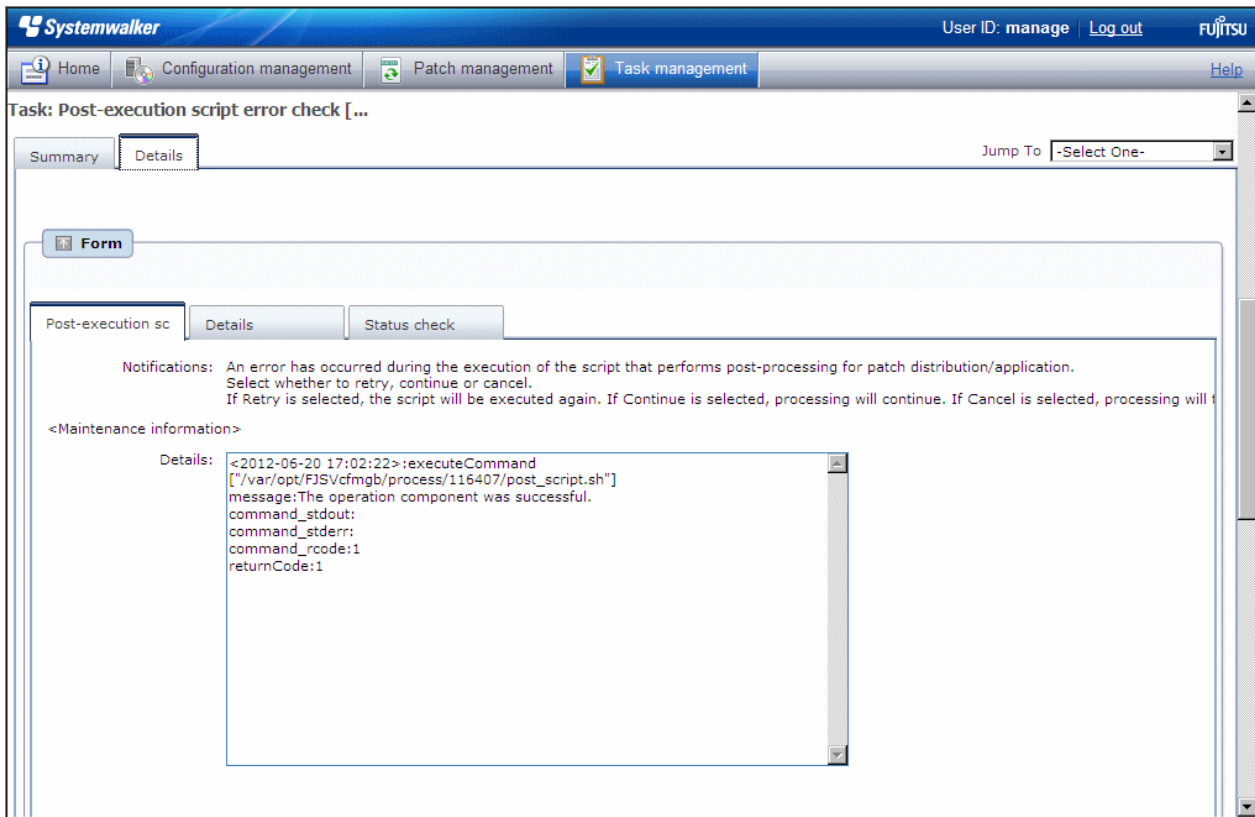 Systemwalker User ID: manage Log out FUJITSU
Home Configuration management Patch management Task management Help
Task: Post-execution script error check [...
Summary Details Jump To -Select One-
Form
Post-execution sc Details Status check
Notifications: An error has occurred during the execution of the script that performs post-processing for patch distribution/application.
Select whether to retry, continue or cancel.
If Retry is selected, the script will be executed again. If Continue is selected, processing will continue. If Cancel is selected, processing will
<Maintenance information>
Details: <2012-06-20 17:02:22>:executeCommand
["/var/opt/FJSVcfmgb/process/116407/post_script.sh"]
message:The operation component was successful.
command_stdout:
command_stderr:
command_rcode:1
returnCode:1